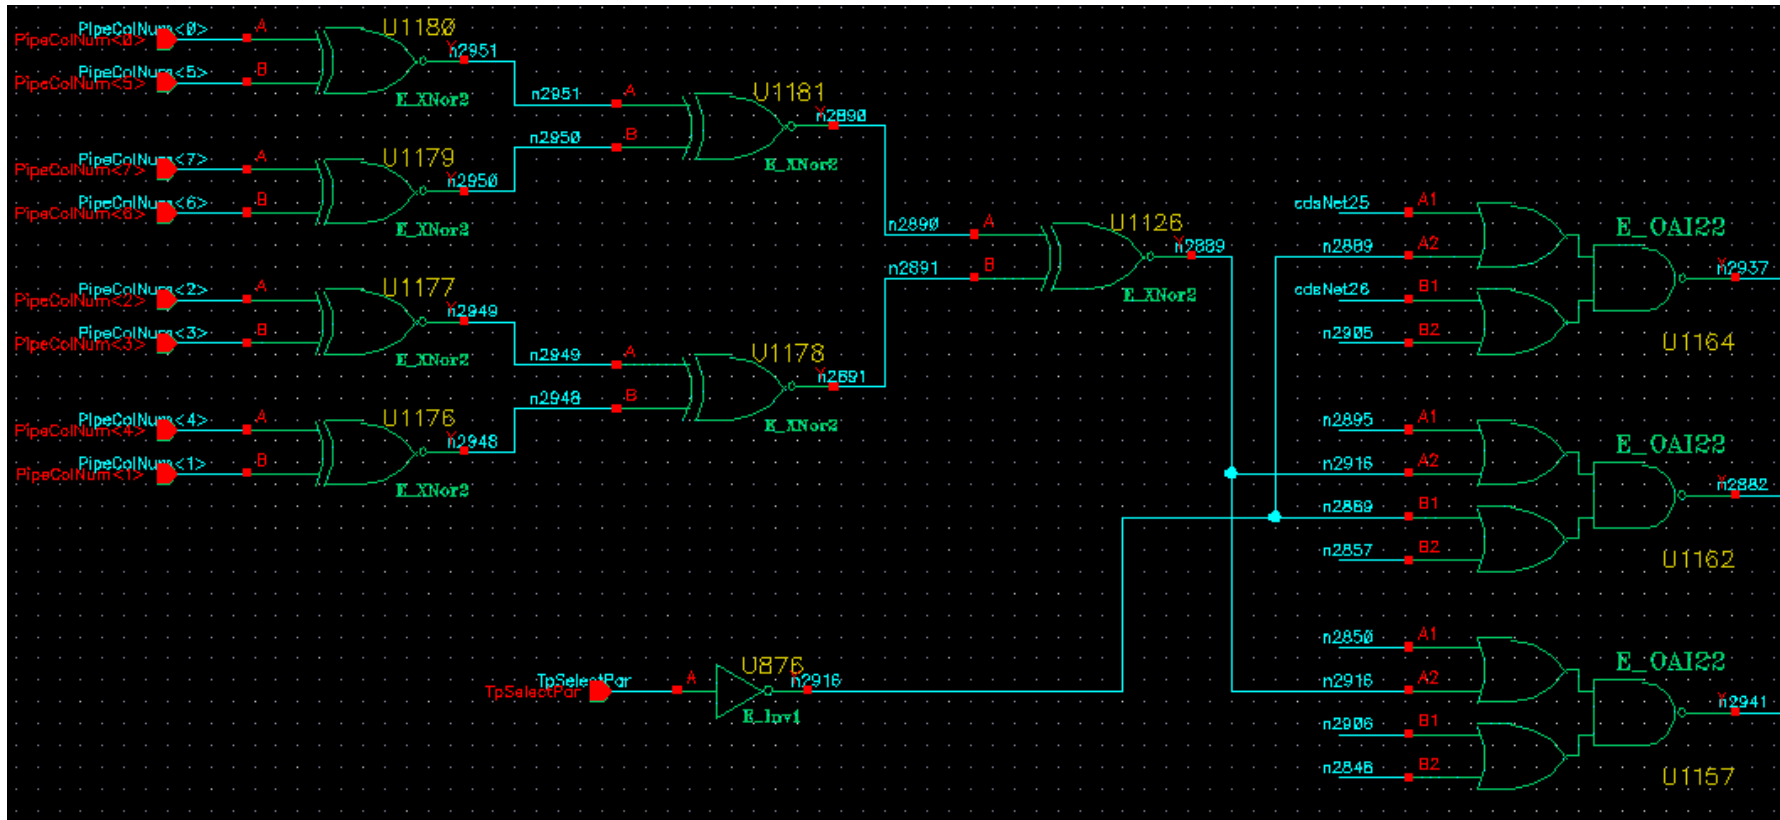 PipeColNum<0>
PipeColNum<0>
A
U1180
Y
n2951
PipeColNum<5>
PipeColNum<5>
B
E_XNor2
n2951
A
U1181
Y
n2890
PipeColNum<7>
PipeColNum<7>
A
U1179
Y
n2950
n2950
B
E_XNor2
PipeColNum<6>
PipeColNum<6>
B
E_XNor2
cdsNet25
A1
E_OAI22
n2890
A
U1126
Y
n2889
n2889
A2
n2891
B
E_XNor2
Y
n2937
PipeColNum<2>
PipeColNum<2>
A
U1177
Y
n2949
cdsNet26
B1
PipeColNum<3>
PipeColNum<3>
B
E_XNor2
n2905
B2
U1164
n2949
A
U1178
Y
n2891
n2948
B
E_XNor2
PipeColNum<4>
PipeColNum<4>
A
U1176
Y
n2948
n2895
A1
E_OAI22
PipeColNum<1>
PipeColNum<1>
B
E_XNor2
n2916
A2
Y
n2882
n2889
B1
n2857
B2
U1162
n2850
A1
E_OAI22
TpSelectPar
TpSelectPar
A
U876
Y
n2916
E_Inv1
n2916
A2
Y
n2941
n2906
B1
n2846
B2
U1157